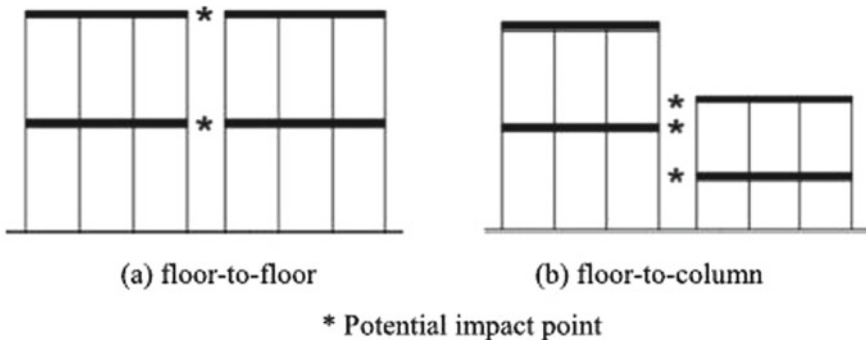 *
*
*
*
*
(a) floor-to-floor
(b) floor-to-column
* Potential impact point